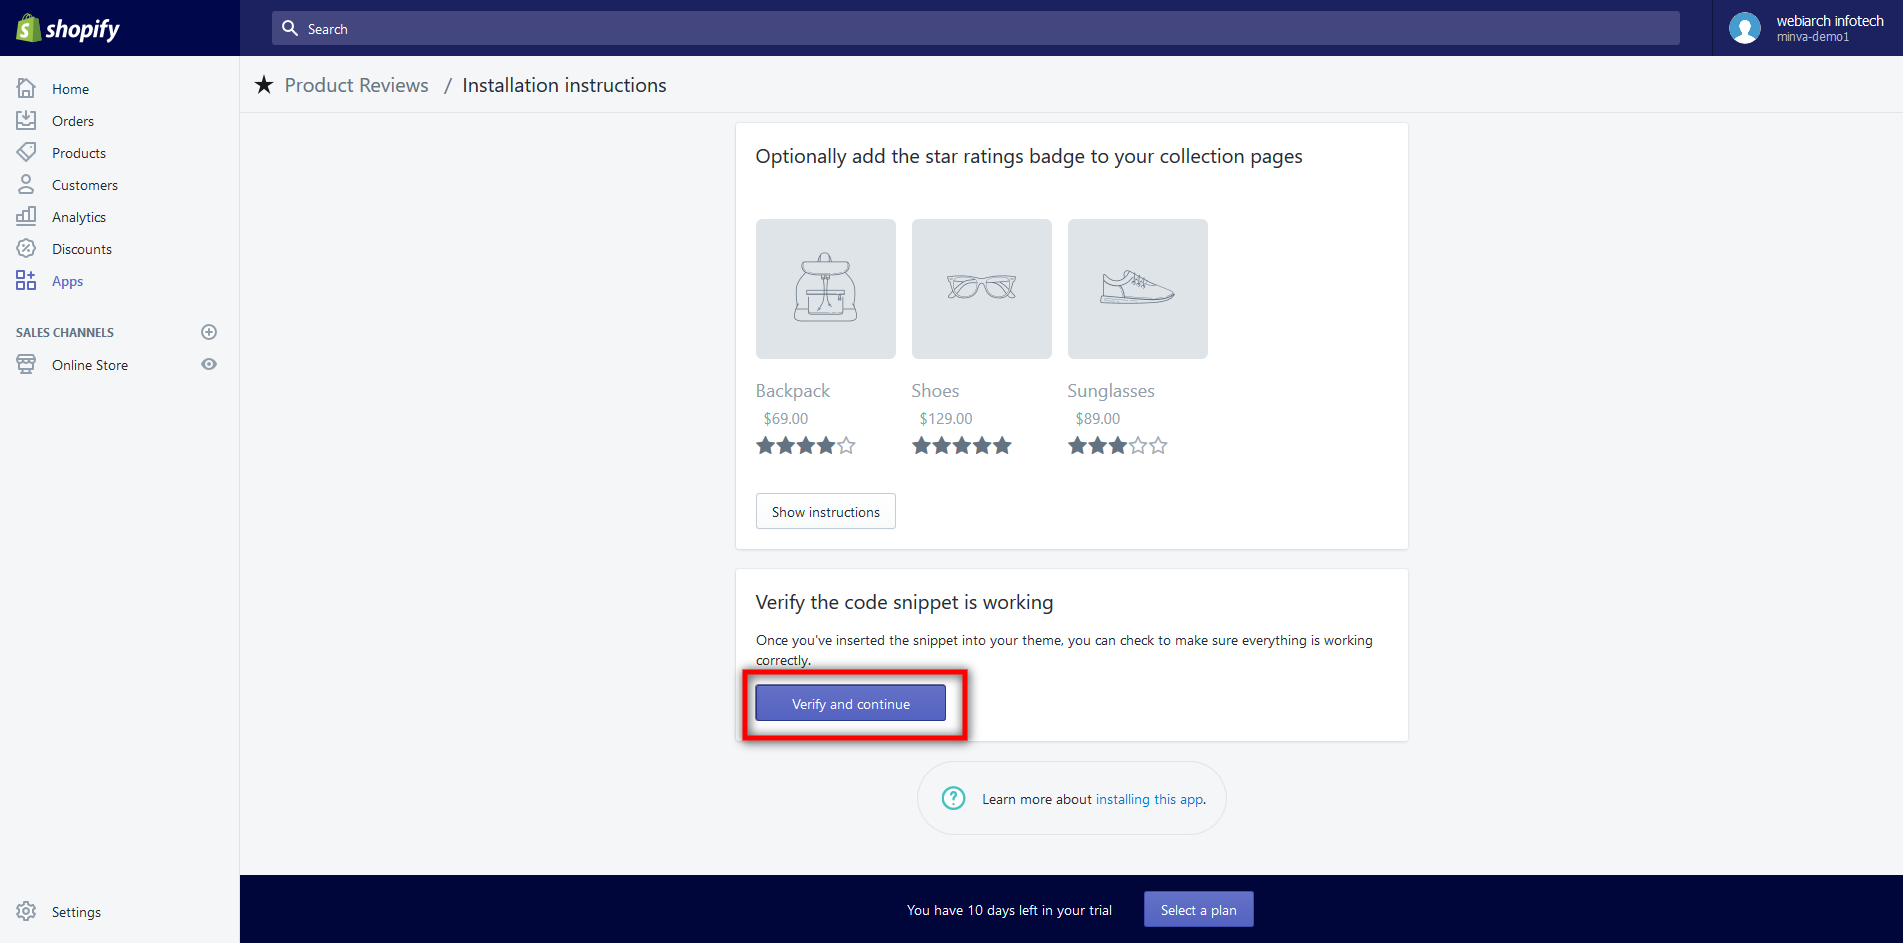 shopify
Search
webiarch infotech
minva-demo1
Home
Orders
Products
Customers
Analytics
Discounts
Apps
SALES CHANNELS
Online Store
Settings
Product Reviews / Installation instructions
Optionally add the star ratings badge to your collection pages
Backpack Shoes Sunglasses
$69.00 $129.00 $89.00
Show instructions
Verify the code snippet is working
Once you've inserted the snippet into your theme, you can check to make sure everything is working
correctly.
Verify and continue
Learn more about installing this app.
You have 10 days left in your trial Select a plan